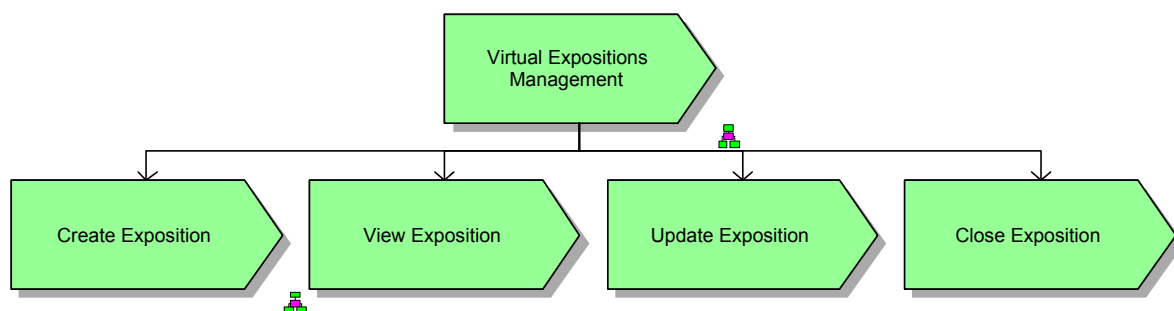 Virtual Expositions
Management
Create Exposition
View Exposition
Update Exposition
Close Exposition